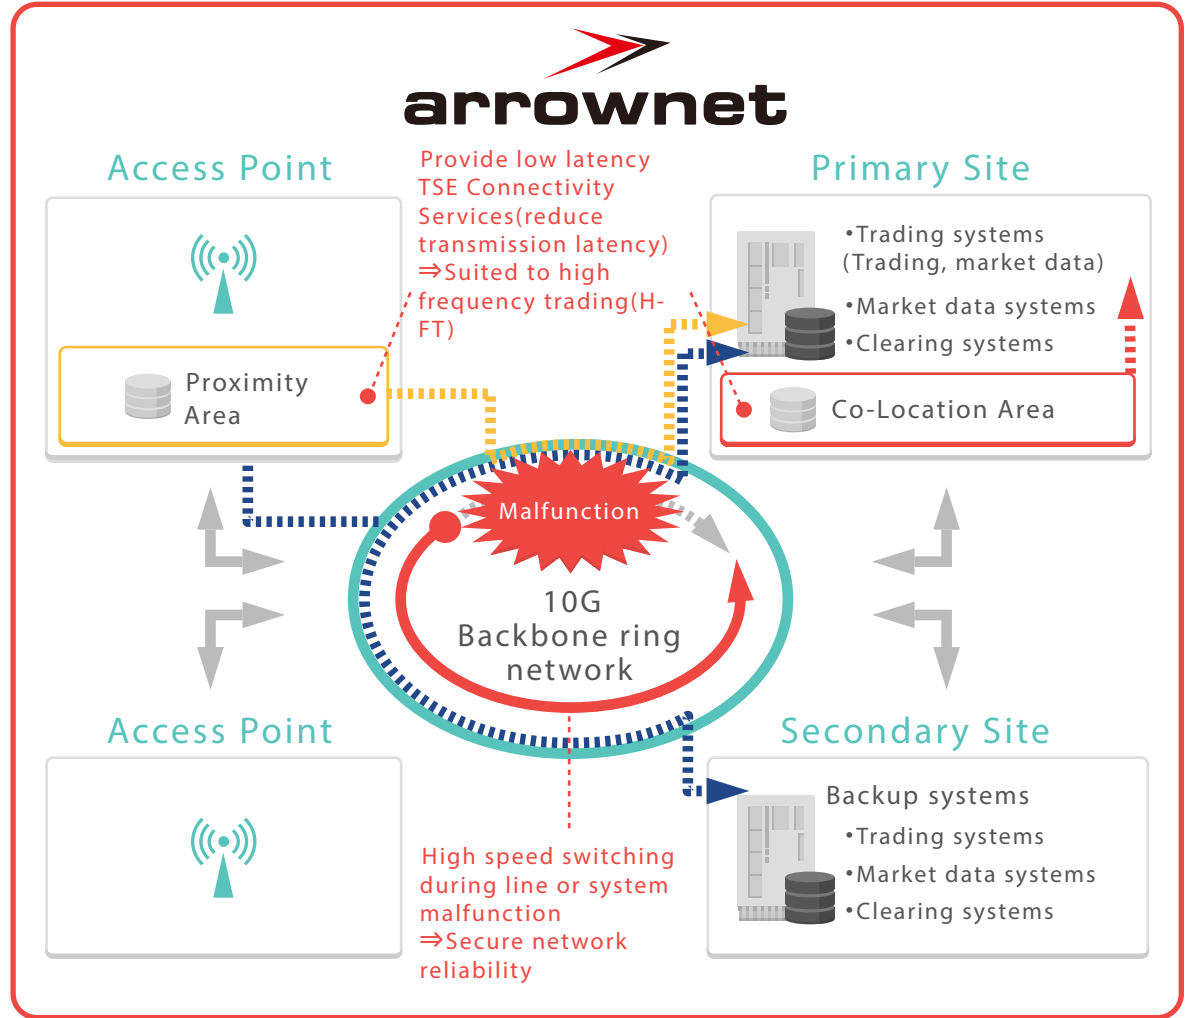 arrownet
Access Point
Provide low latency
TSE Connectivity
Services(reduce
transmission latency)
⇒Suited to high
frequency trading(H-
FT)
Primary Site
•Trading systems
(Trading, market data)
•Market data systems
•Clearing systems
Proximity
Area
Co-Location Area
Malfunction
10G
Backbone ring
network
Access Point
Secondary Site
Backup systems
•Trading systems
•Market data systems
•Clearing systems
High speed switching
during line or system
malfunction
⇒Secure network
reliability